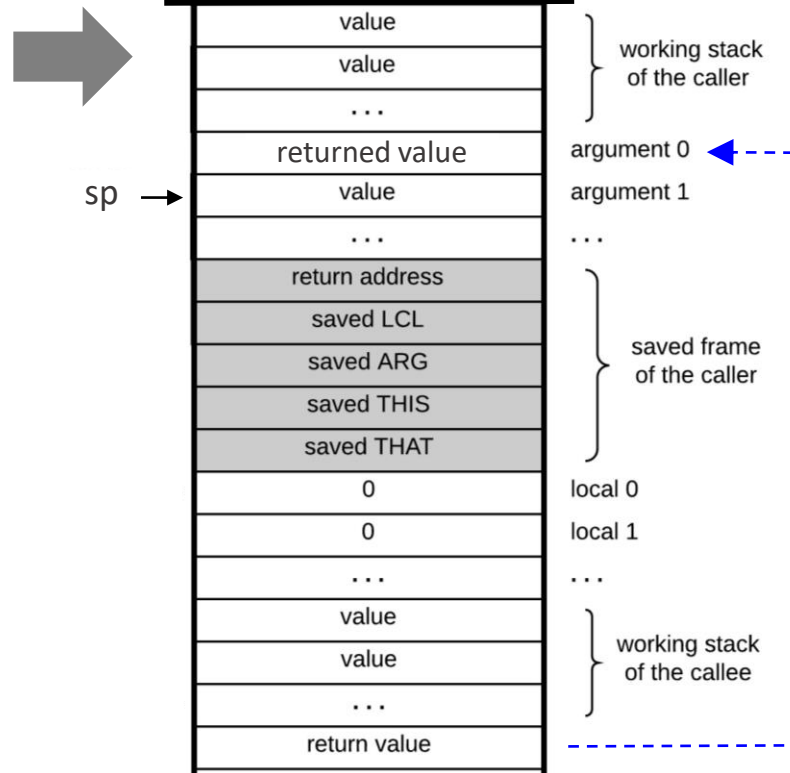 value
value
...
working stack
of the caller
returned value
argument 0
sp
value
argument 1
...
...
return address
saved LCL
saved ARG
saved THIS
saved THAT
saved frame
of the caller
0
local 0
0
local 1
...
...
value
value
...
working stack
of the callee
return value